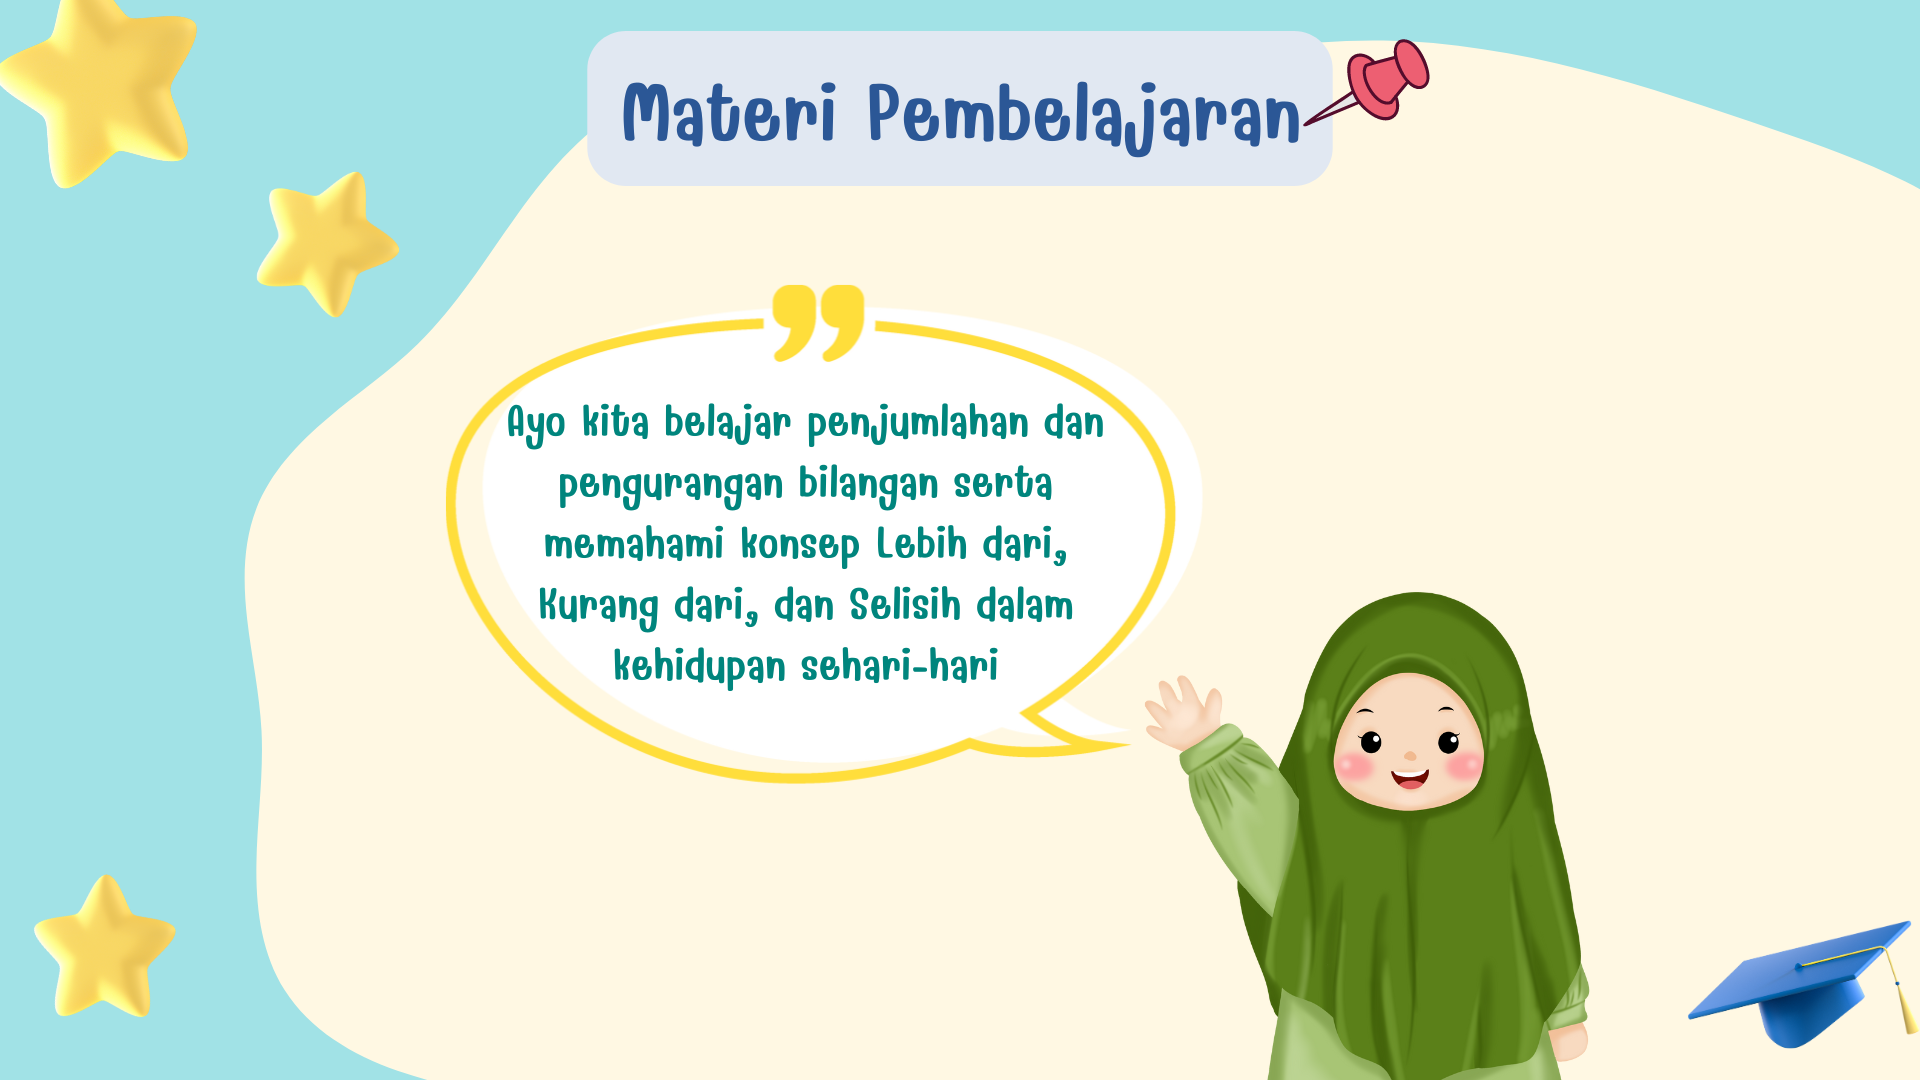 Materi Pembelajaran
Ayo kita belajar penjumlahan dan
pengurangan bilangan serta
memahami konsep Lebih dari,
Kurang dari, dan Selisih dalam
kehidupan sehari-hari